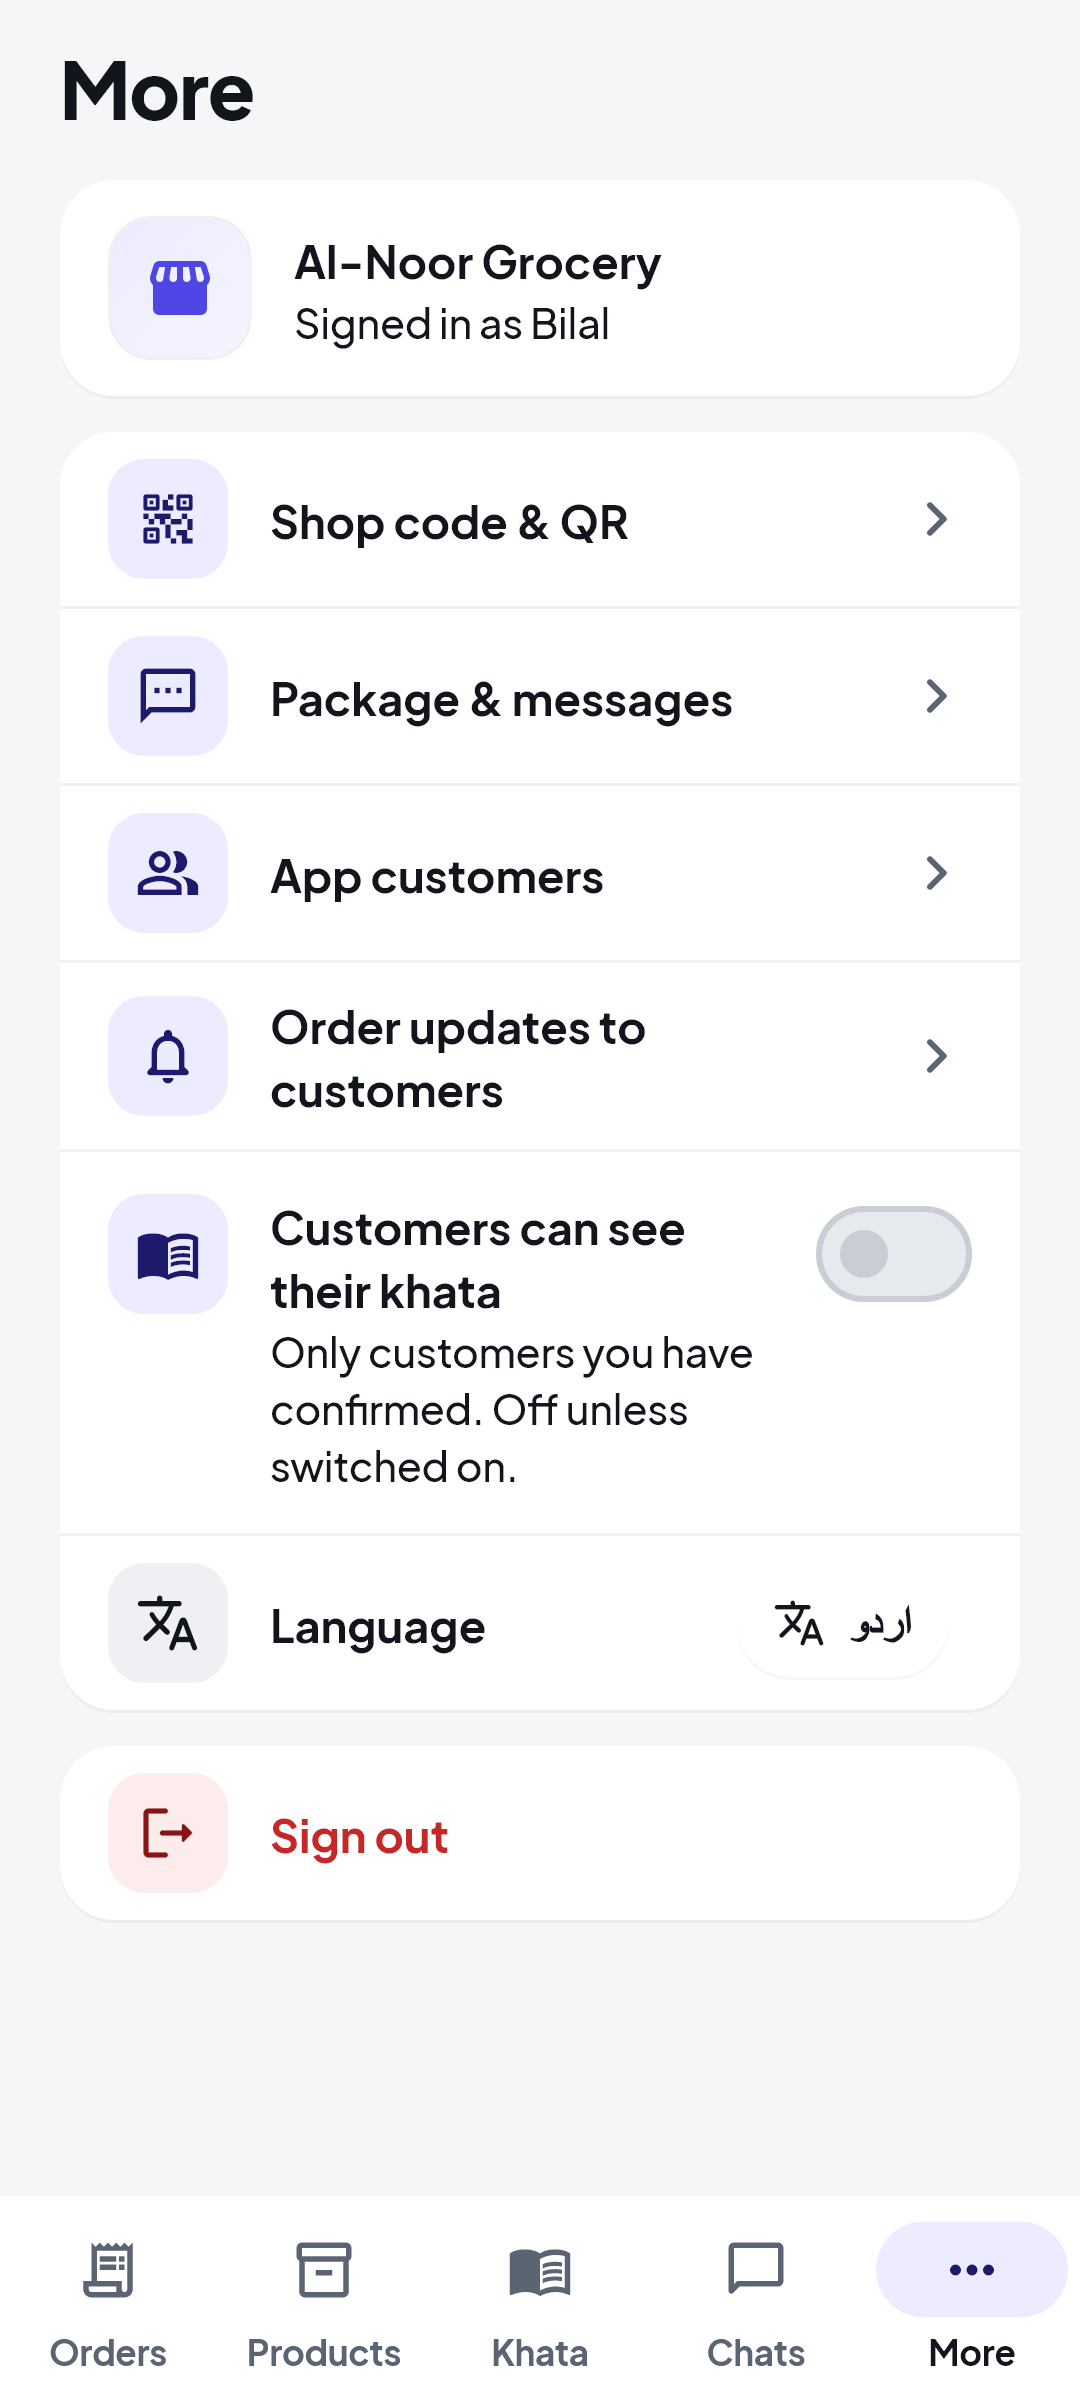 More
Al-Noor Grocery
Signed in as Bilal
Shop code & QR
Package & messages
App customers
Order updates to
customers
Customers can see
their khata
Only customers you have
confirmed. Off unless
switched on.
Language
اردو
Sign out
Orders
Products
Khata
Chats
More